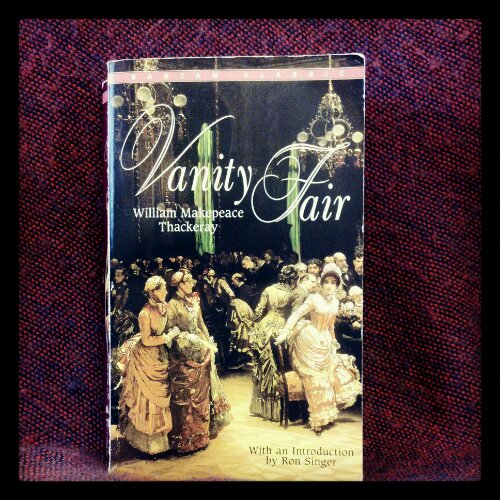 BANTAM CLASSIC
Vanity Fair
William Makepeace
Thackeray
With an Introduction
by Ron Singer